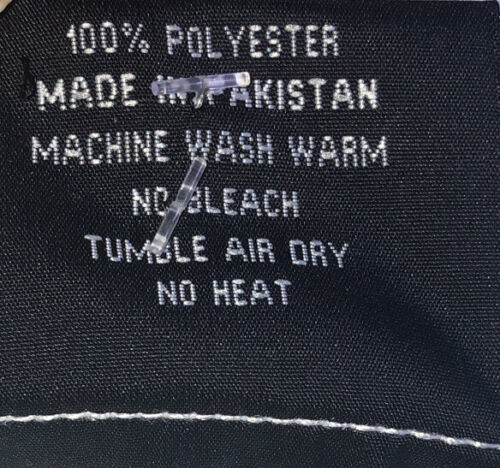 100% POLYESTER
MADE IN PAKISTAN
MACHINE WASH WARM
NO BLEACH
TUMBLE AIR DRY
NO HEAT